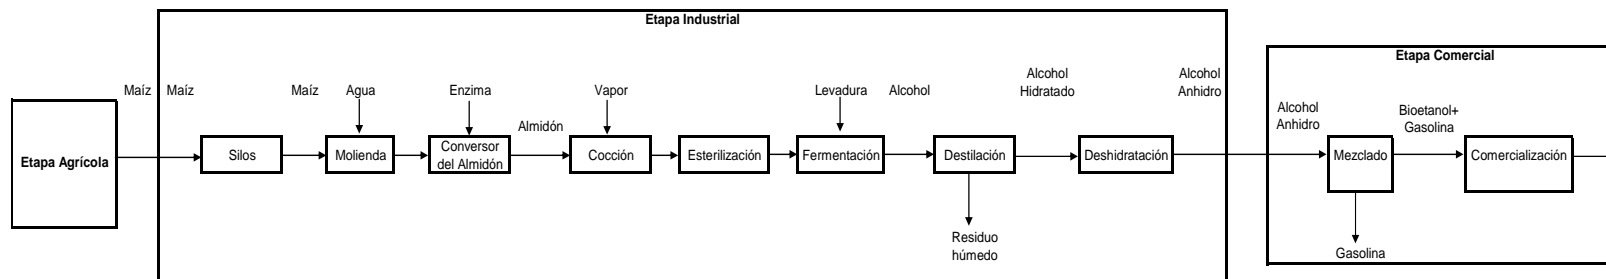 Etapa Industrial
Etapa Comercial
Maíz
Maíz
Maíz
Agua
Enzima
Almidón
Vapor
Levadura
Alcohol
Alcohol
Hidratado
Alcohol
Anhidro
Alcohol
Anhidro
Bioetanol+
Gasolina
Etapa Agrícola
Silos
Molienda
Conversor
del Almidón
Cocción
Esterilización
Fermentación
Destilación
Deshidratación
Mezclado
Comercialización
Residuo
húmedo
Gasolina